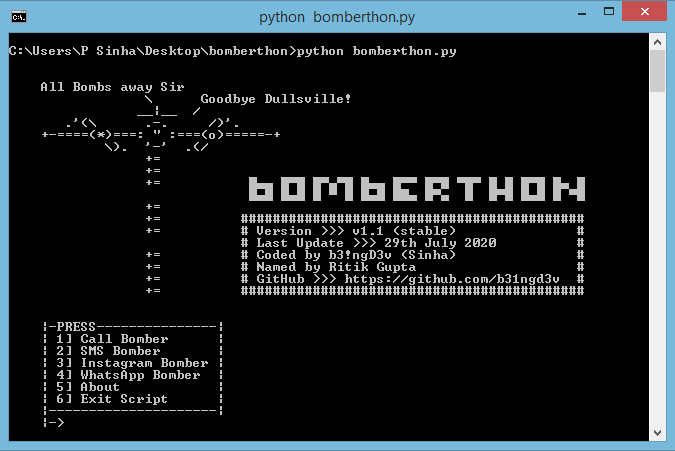 python bomberthon.py
C:\Users\P Sinha\Desktop\bomberthon>python bomberthon.py
All Bombs away Sir
Goodbye Dullsville!
BOMBERTHON
#############################################
# Version >>> v1.1 (stable) #
# Last Update >>> 29th July 2020 #
# Coded by b3!ngD3v (Sinha) #
# Named by Ritik Gupta #
# GitHub >>> https://github.com/b31ngd3v #
#############################################
|-PRESS---------------|
| 1] Call Bomber |
| 2] SMS Bomber |
| 3] Instagram Bomber |
| 4] WhatsApp Bomber |
| 5] About |
| 6] Exit Script |
|---------------------|
|->